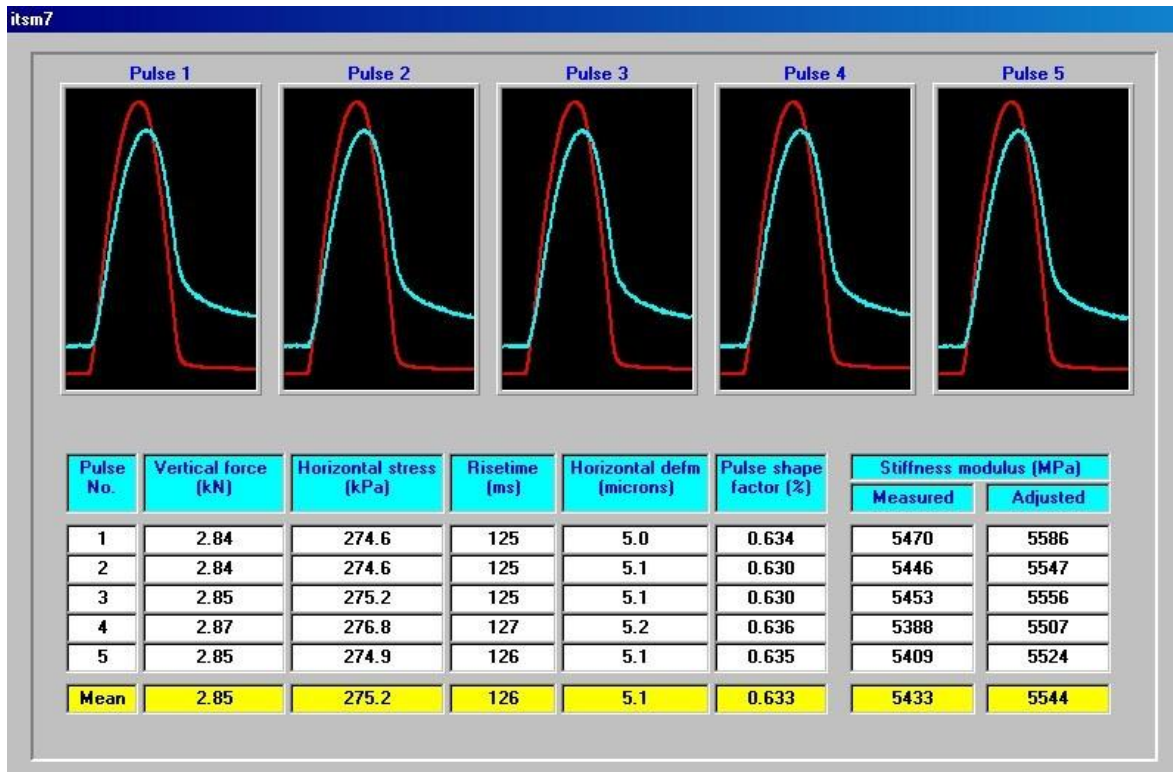 itsm7
Pulse 1 Pulse 2 Pulse 3 Pulse 4 Pulse 5
Pulse No. Vertical force (kN) Horizontal stress (kPa) Risetime (ms) Horizontal defm (microns) Pulse shape factor (%) Stiffness modulus (MPa)
Measured Adjusted
1 2.84 274.6 125 5.0 0.634 5470 5586
2 2.84 274.6 125 5.1 0.630 5446 5547
3 2.85 275.2 125 5.1 0.630 5453 5556
4 2.87 276.8 127 5.2 0.636 5388 5507
5 2.85 274.9 126 5.1 0.635 5409 5524
Mean 2.85 275.2 126 5.1 0.633 5433 5544